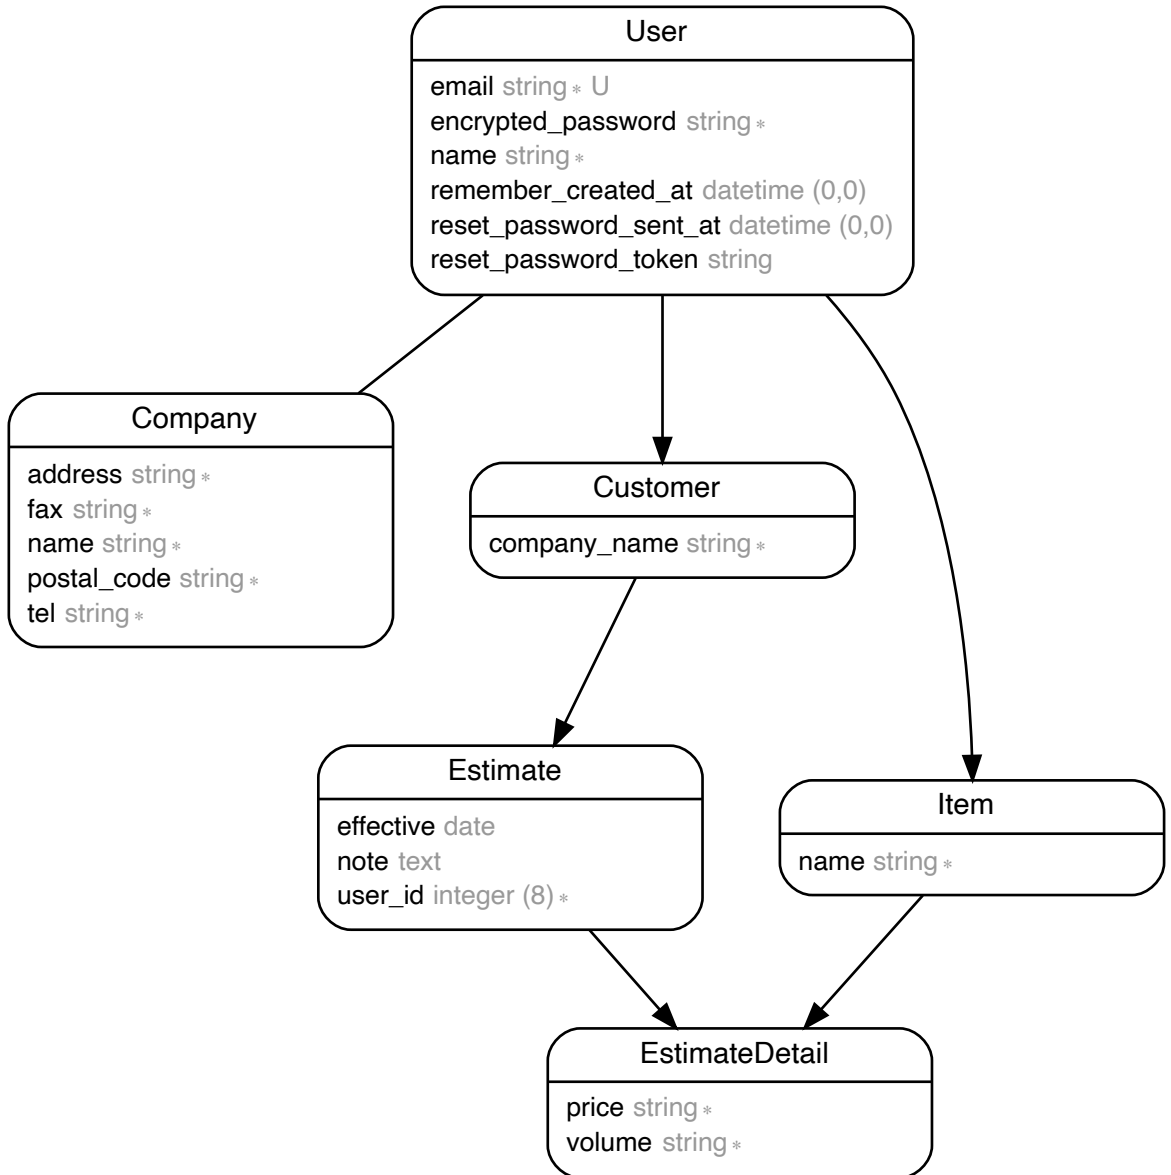 User
email string * U
encrypted_password string *
name string *
remember_created_at datetime (0,0)
reset_password_sent_at datetime (0,0)
reset_password_token string
Company
address string *
fax string *
name string *
postal_code string *
tel string *
Customer
company_name string *
Estimate
effective date
note text
user_id integer (8) *
Item
name string *
EstimateDetail
price string *
volume string *